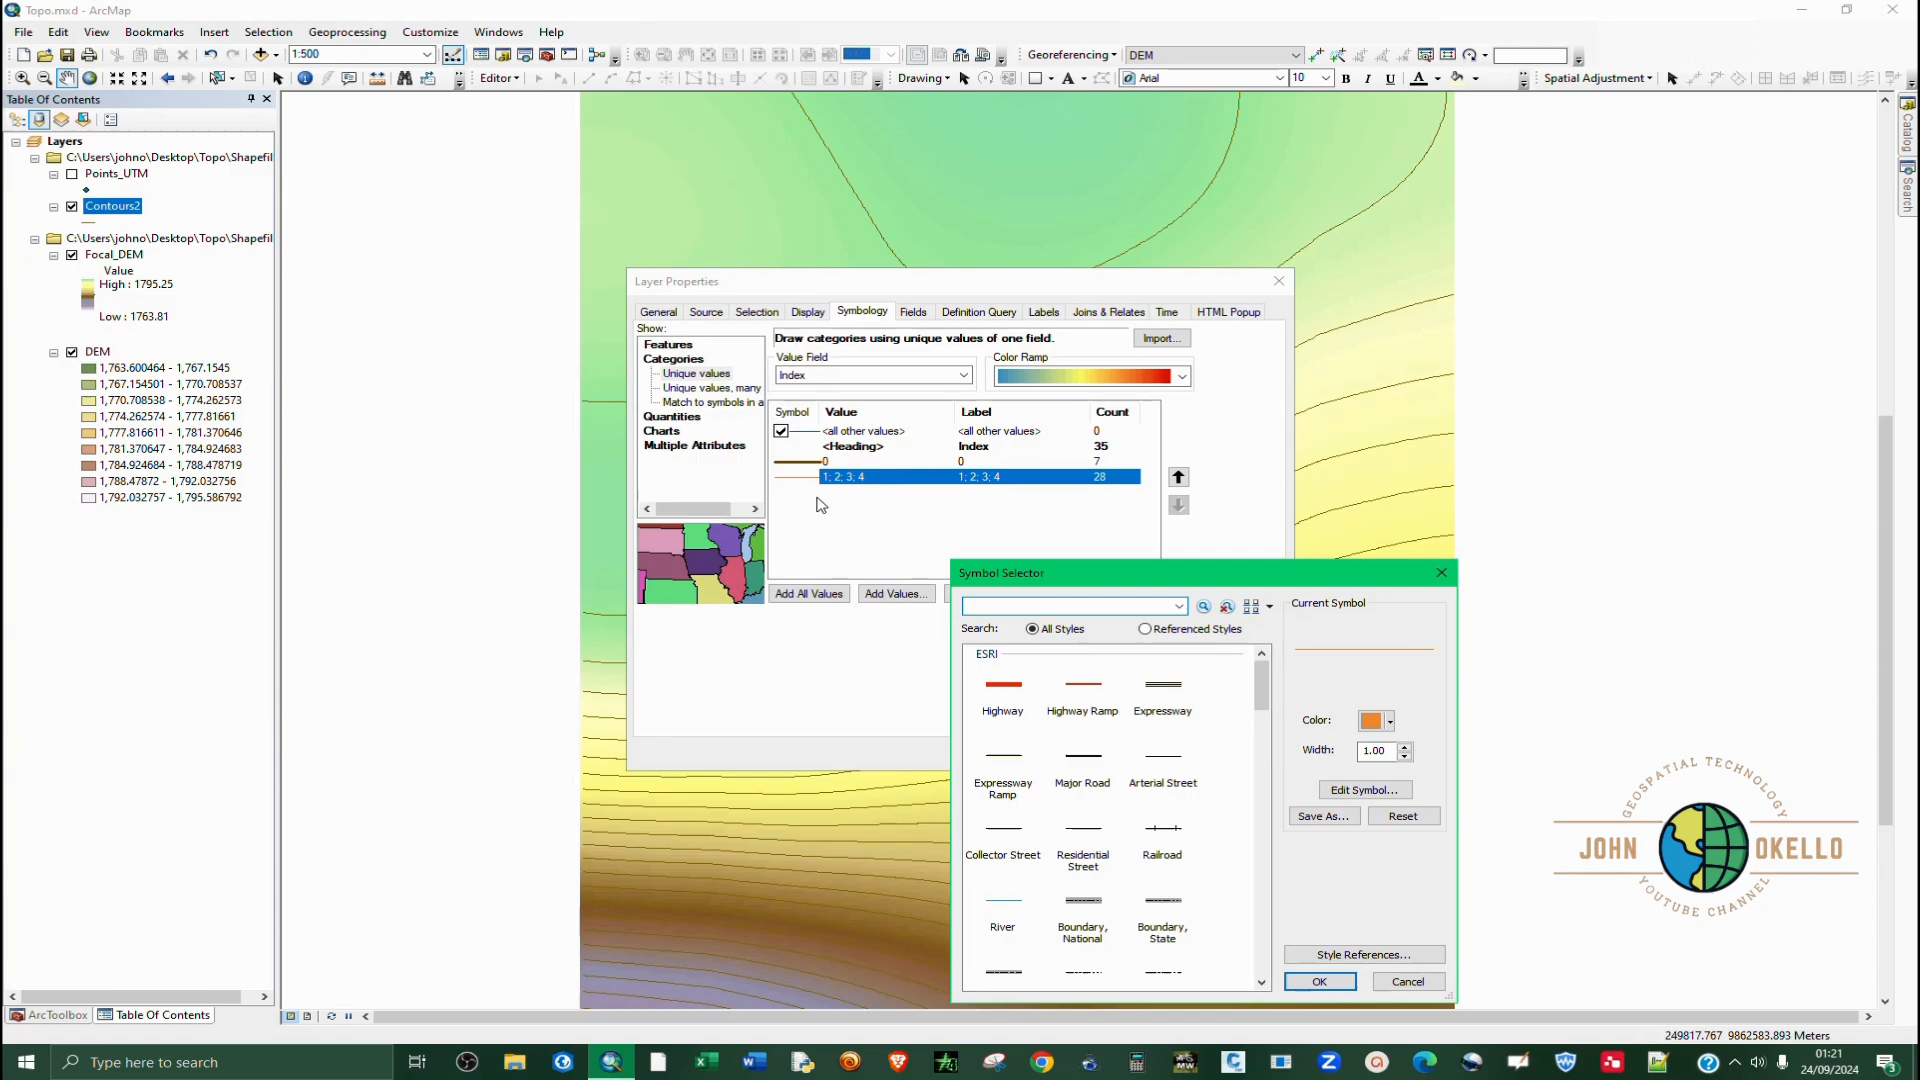 Topo.mxd - ArcMap
File Edit View Bookmarks Insert Selection Geoprocessing Customize Windows Help
1:500 Georeferencing DEM
Editor Drawing Arial 10 B I U A Spatial Adjustment
Table Of Contents
Layers
C:\Users\johno\Desktop\Topo\Shapefil
Points_UTM
Contours2
C:\Users\johno\Desktop\Topo\Shapefil
Focal_DEM
Value
High : 1795.25
Low : 1763.81
DEM
1,763.600464 - 1,767.1545
1,767.154501 - 1,770.708537
1,770.708538 - 1,774.262573
1,774.262574 - 1,777.81661
1,777.816611 - 1,781.370646
1,781.370647 - 1,784.924683
1,784.924684 - 1,788.478719
1,788.47872 - 1,792.032756
1,792.032757 - 1,795.586792
ArcToolbox Table Of Contents
Catalog
Search
Layer Properties
General Source Selection Display Symbology Fields Definition Query Labels Joins & Relates Time HTML Popup
Show:
Features
Categories
Unique values
Unique values, many
Match to symbols in a
Quantities
Charts
Multiple Attributes
Draw categories using unique values of one field.
Import...
Value Field
Index
Color Ramp
Symbol Value Label Count
<all other values> <all other values> 0
<Heading> Index 35
0 0 7
1; 2; 3; 4 1; 2; 3; 4 28
Add All Values Add Values...
Symbol Selector
Search: All Styles Referenced Styles
ESRI
Highway Highway Ramp Expressway
Expressway Ramp
Major Road
Arterial Street
Collector Street
Residential Street
Railroad
River
Boundary, National
Boundary, State
Current Symbol
Color:
Width: 1.00
Edit Symbol...
Save As... Reset
Style References...
OK Cancel
GEOSPATIAL TECHNOLOGY
JOHN OKELLO
YOUTUBE CHANNEL
249817.767 9862583.893 Meters
Type here to search
01:21
24/09/2024